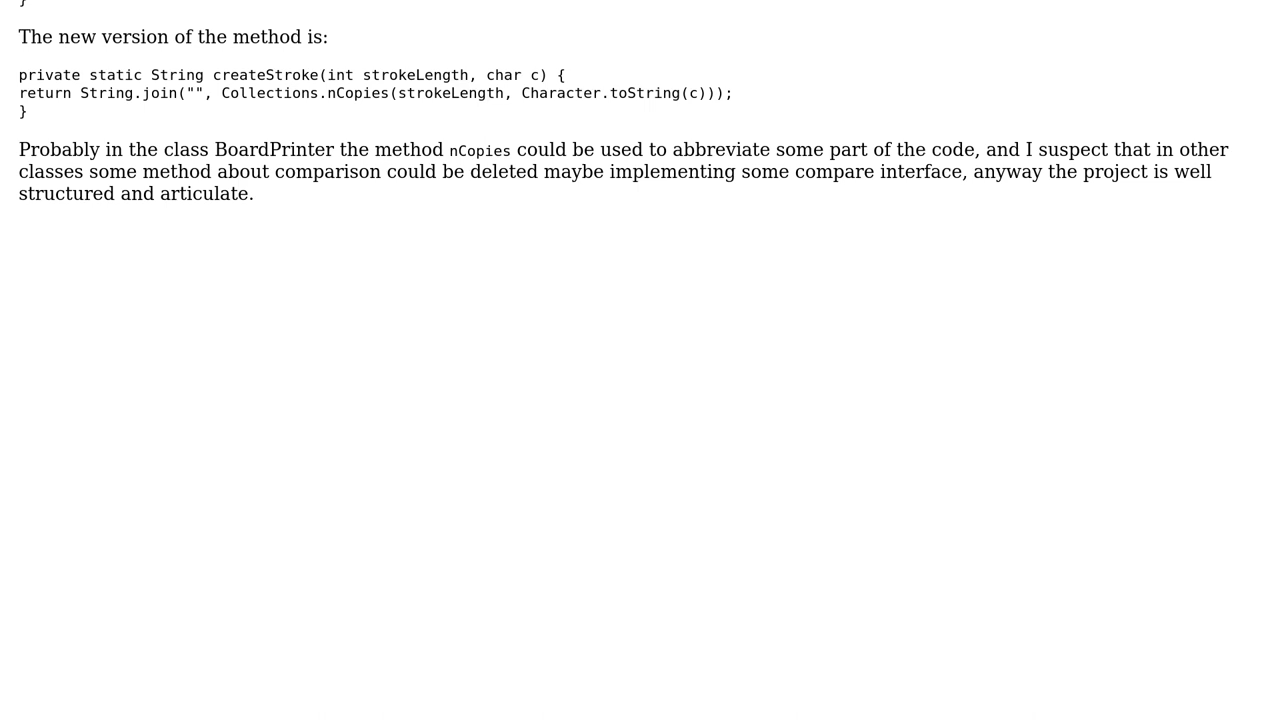 }
The new version of the method is:
private static String createStroke(int strokeLength, char c) {
return String.join("", Collections.nCopies(strokeLength, Character.toString(c)));
}
Probably in the class BoardPrinter the method nCopies could be used to abbreviate some part of the code, and I suspect that in other
classes some method about comparison could be deleted maybe implementing some compare interface, anyway the project is well
structured and articulate.